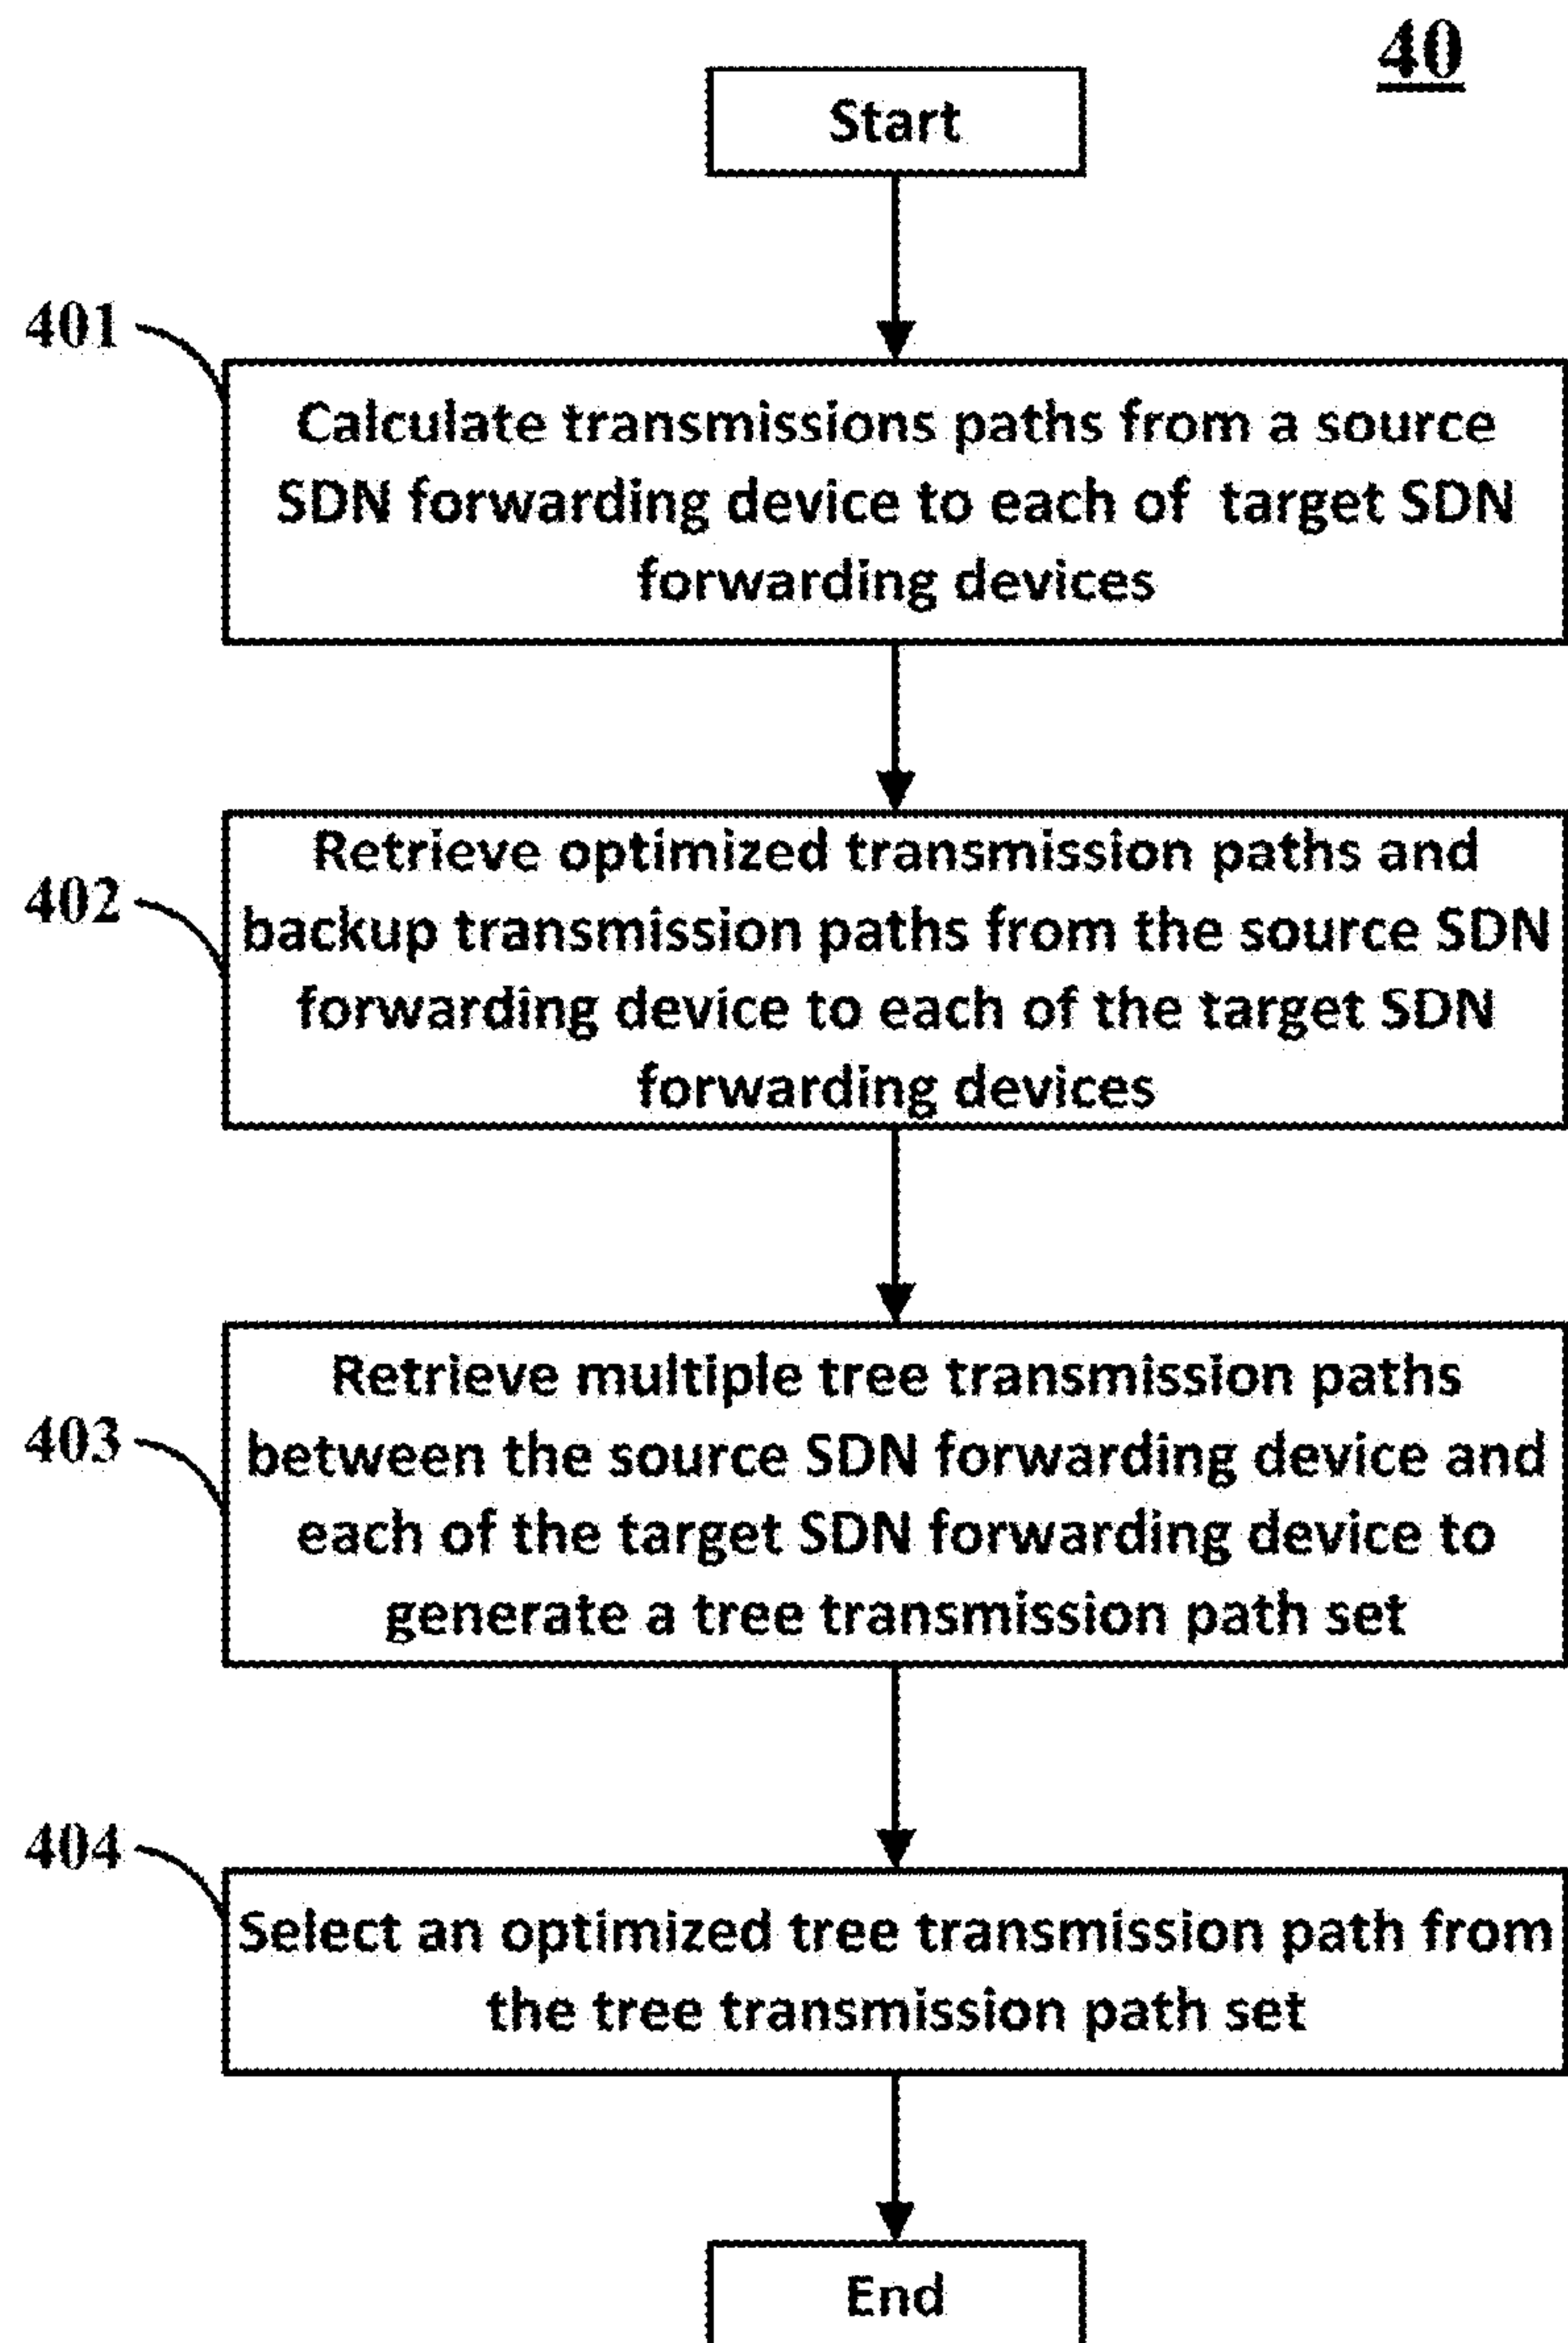 40
Start
401
Calculate transmissions paths from a source
SDN forwarding device to each of target SDN
forwarding devices
402
Retrieve optimized transmission paths and
backup transmission paths from the source SDN
forwarding device to each of the target SDN
forwarding devices
403
Retrieve multiple tree transmission paths
between the source SDN forwarding device and
each of the target SDN forwarding device to
generate a tree transmission path set
404
Select an optimized tree transmission path from
the tree transmission path set
End